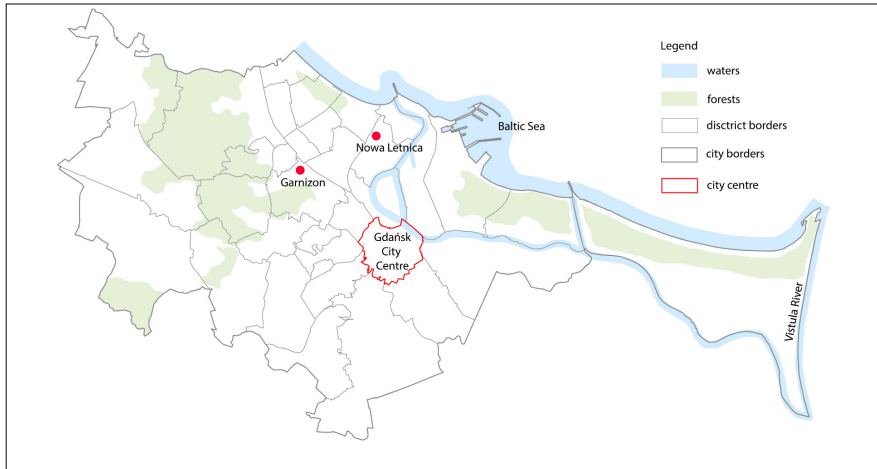 Legend
waters
forests
disctrict borders
city borders
city centre
Baltic Sea
Nowa Letnica
Garnizon
Gdańsk
City
Centre
Vistula River